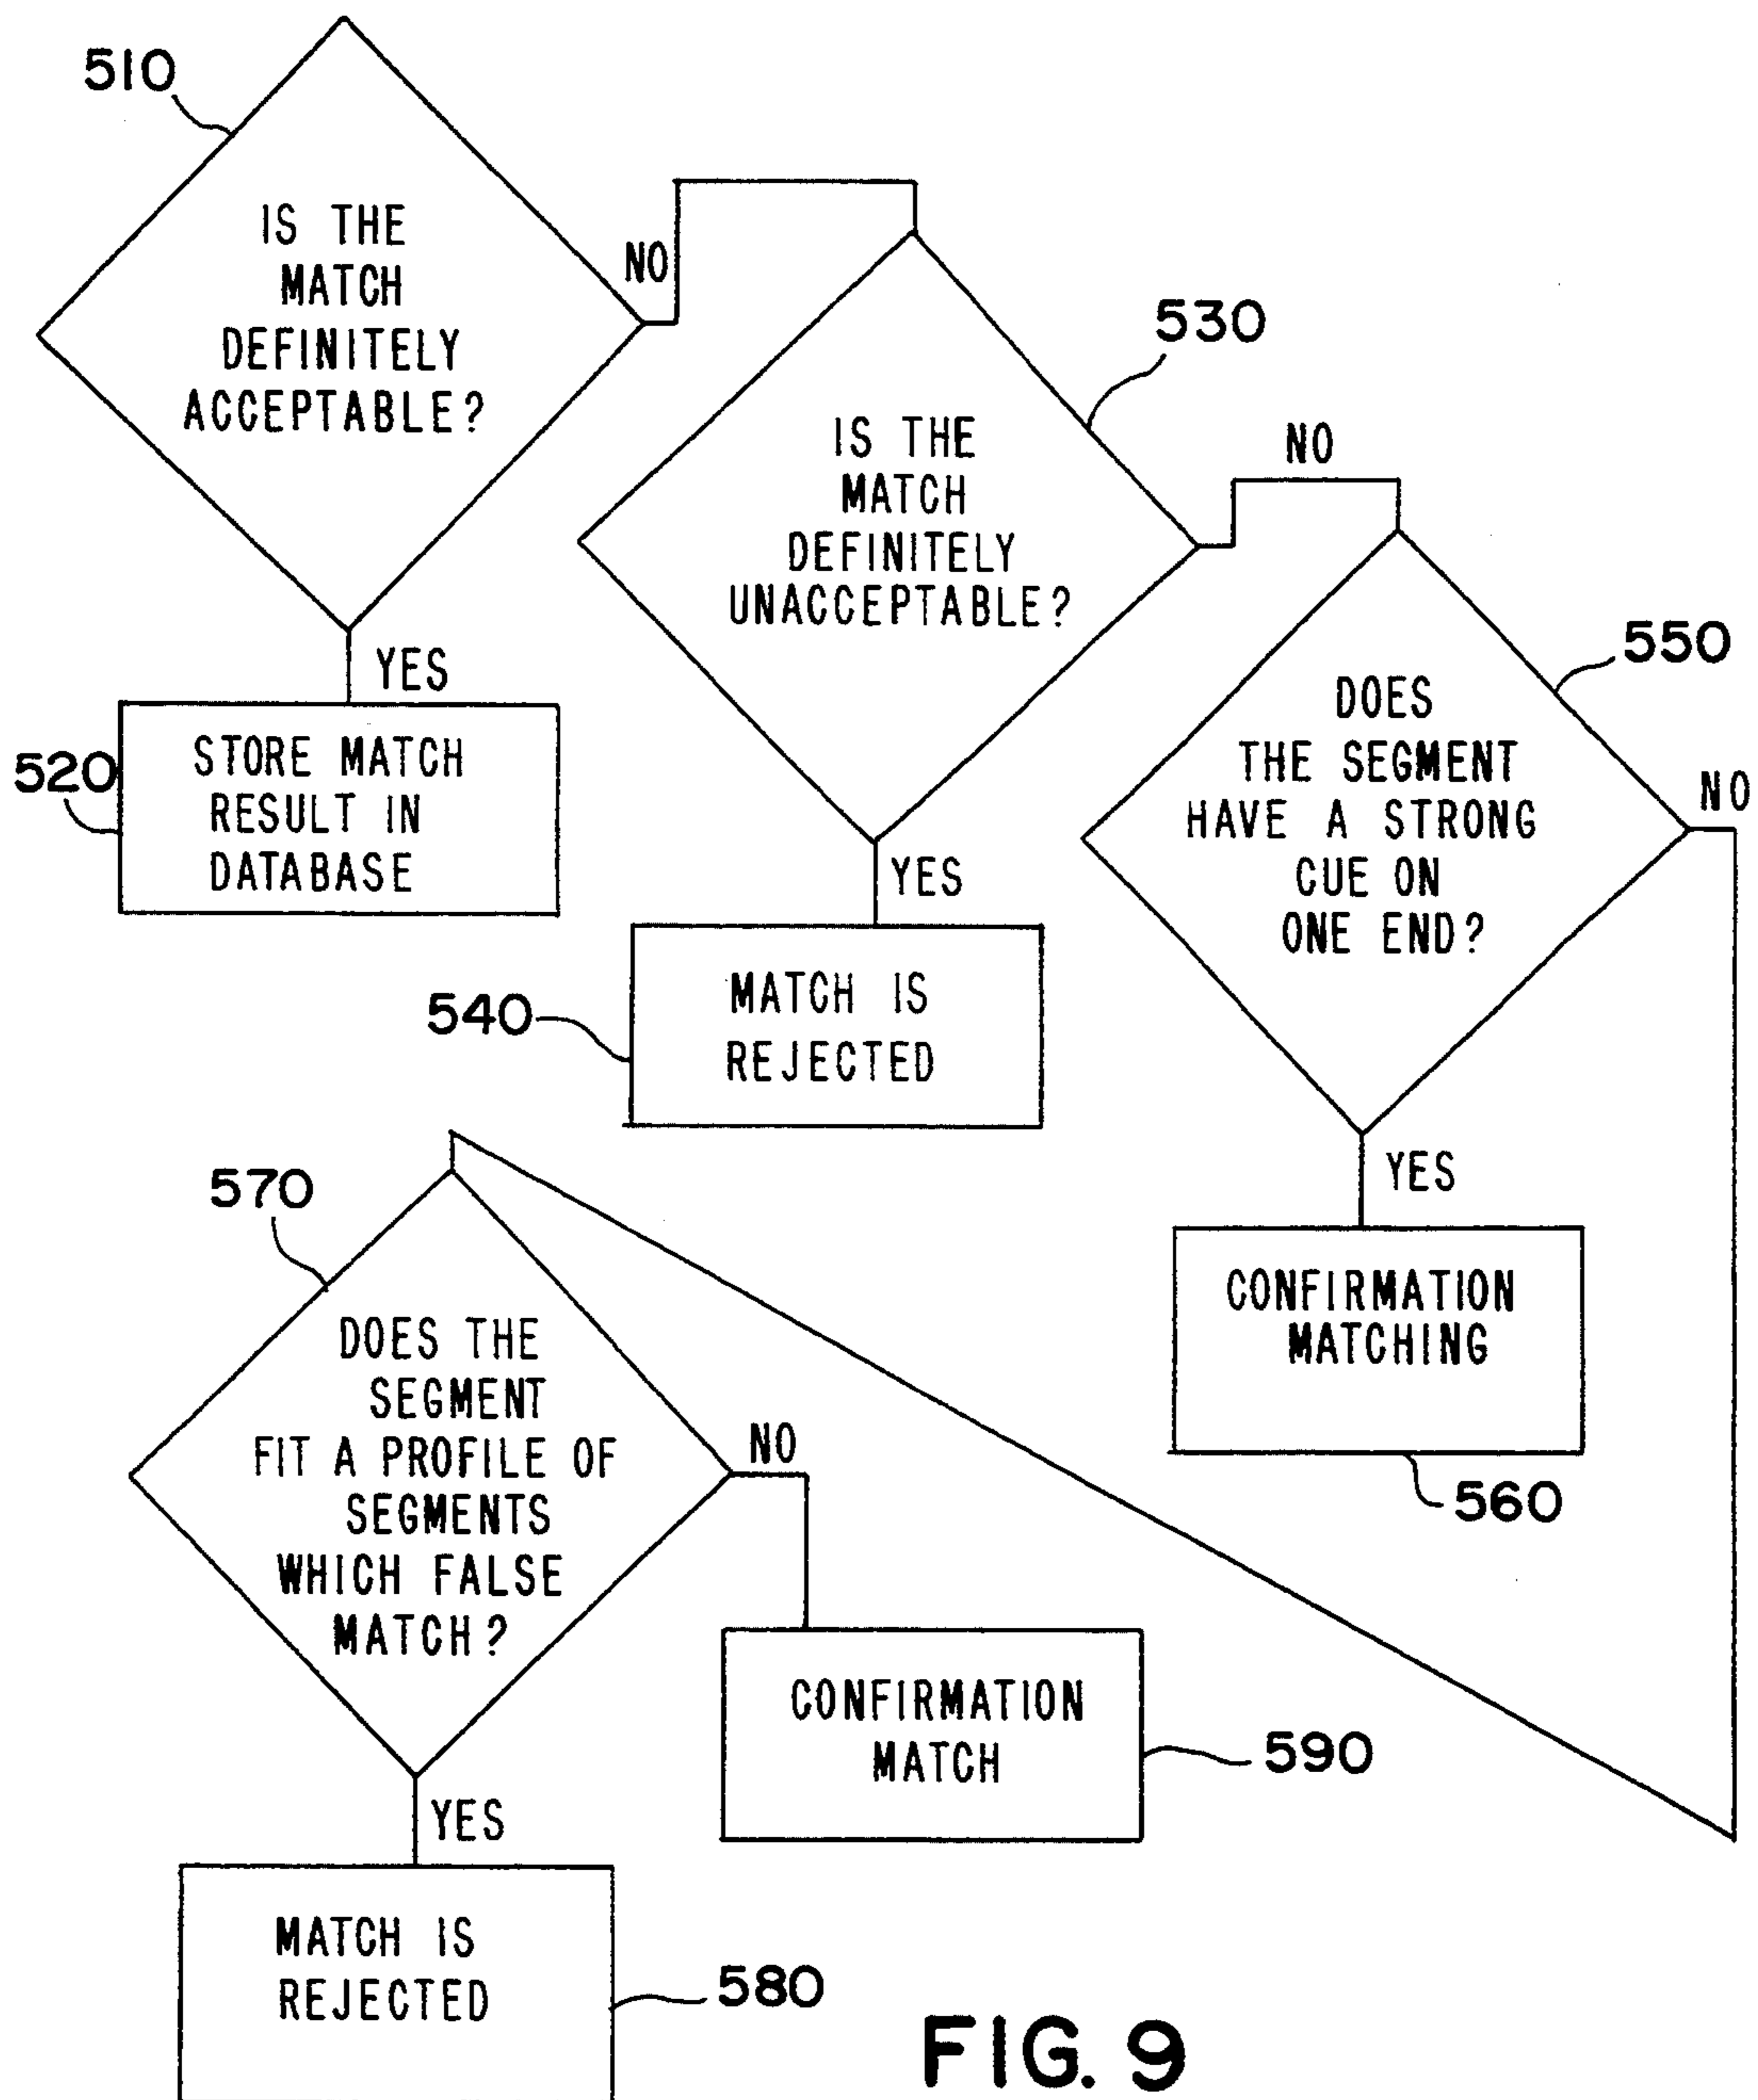 510
IS THE
MATCH
DEFINITELY
ACCEPTABLE?
NO
YES
520
STORE MATCH
RESULT IN
DATABASE
530
IS THE
MATCH
DEFINITELY
UNACCEPTABLE?
NO
YES
540
MATCH IS
REJECTED
550
DOES
THE SEGMENT
HAVE A STRONG
CUE ON
ONE END?
NO
YES
CONFIRMATION
MATCHING
560
570
DOES THE
SEGMENT
FIT A PROFILE OF
SEGMENTS
WHICH FALSE
MATCH?
NO
CONFIRMATION
MATCH
590
YES
MATCH IS
REJECTED
580
FIG. 9